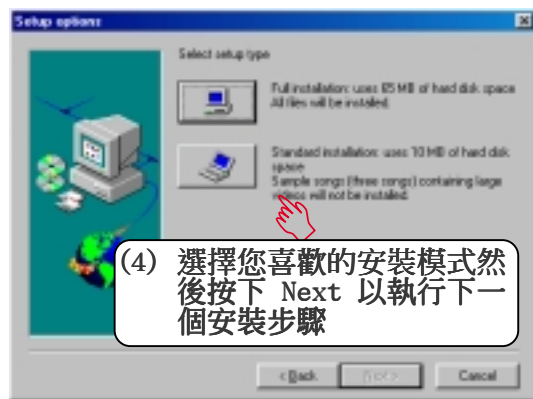 Setup options
Select setup type
Full installation: uses 65 MB of hard disk space
All files will be installed.
Standard installation: uses 10 MB of hard disk
space
Sample songs (three songs) containing large
videos will not be installed.
(4) 選擇您喜歡的安裝模式然
後按下 Next 以執行下一
個安裝步驟
< Back
Next >
Cancel